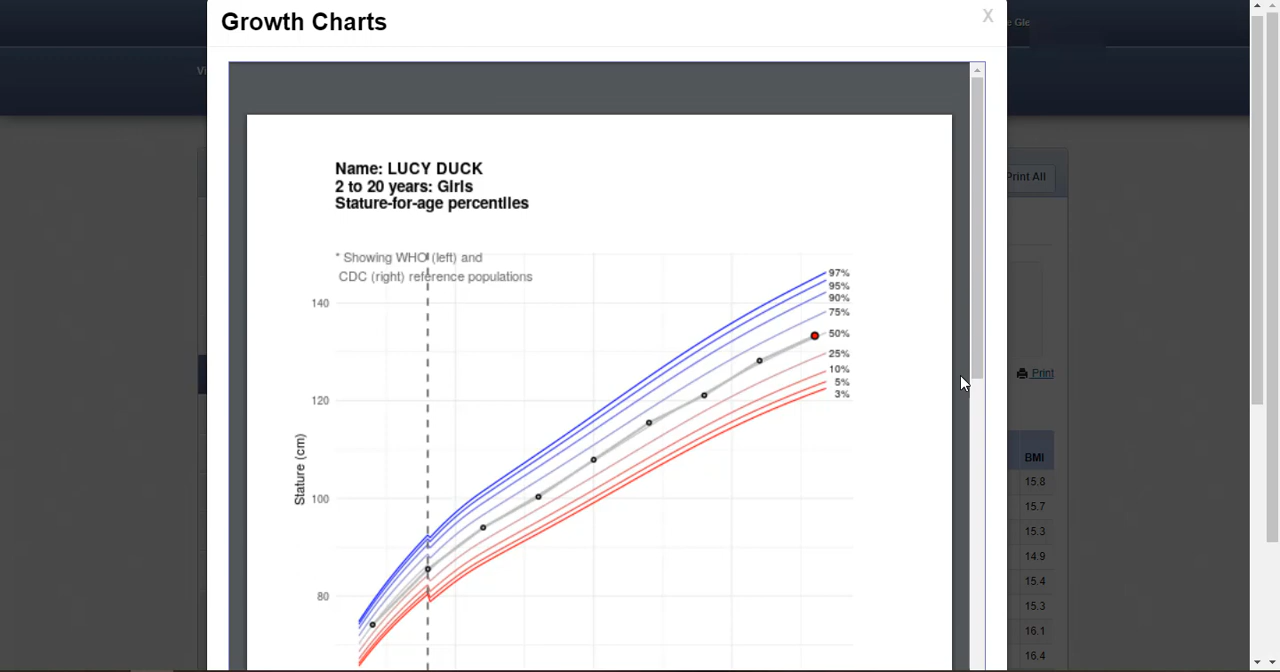 Growth Charts
X
e Gle
Vi
Print All
Name: LUCY DUCK
2 to 20 years: Girls
Stature-for-age percentiles
* Showing WHO (left) and
CDC (right) reference populations
97%
95%
90%
140
75%
50%
25%
10%
Print
5%
3%
120
Stature (cm)
BMI
15.8
100
15.7
15.3
14.9
15.4
80
15.3
16.1
16.4